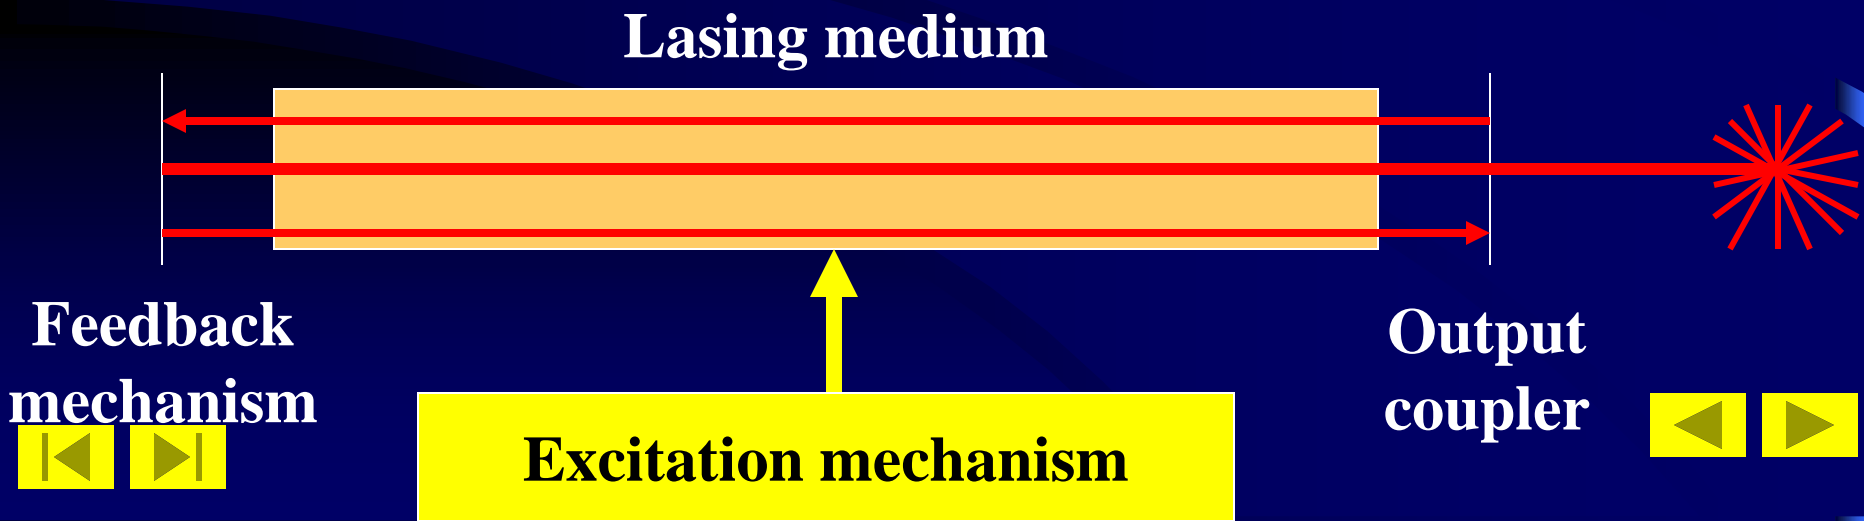 Lasing medium
Feedback
mechanism
Output
coupler
Excitation mechanism